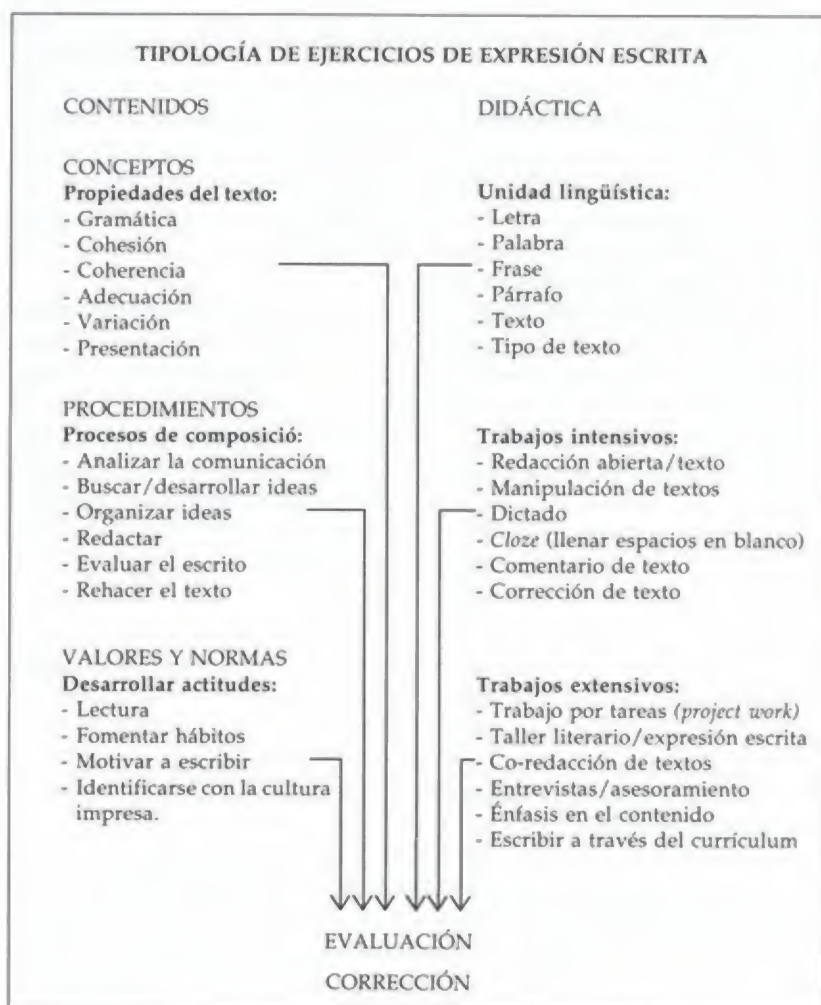 TIPOLOGÍA DE EJERCICIOS DE EXPRESIÓN ESCRITA
CONTENIDOS
CONCEPTOS
Propiedades del texto:
- Gramática
- Cohesión
- Coherencia
- Adecuación
- Variación
- Presentación
PROCEDIMIENTOS
Procesos de composició:
- Analizar la comunicación
- Buscar/desarrollar ideas
- Organizar ideas
- Redactar
- Evaluar el escrito
- Rehacer el texto
VALORES Y NORMAS
Desarrollar actitudes:
- Lectura
- Fomentar hábitos
- Motivar a escribir
- Identificarse con la cultura
impresa.
DIDÁCTICA
Unidad lingüística:
- Letra
- Palabra
- Frase
- Párrafo
- Texto
- Tipo de texto
Trabajos intensivos:
- Redacción abierta/texto
- Manipulación de textos
- Dictado
- Cloze (llenar espacios en blanco)
- Comentario de texto
- Corrección de texto
Trabajos extensivos:
- Trabajo por tareas (project work)
- Taller literario/expresión escrita
- Co-redacción de textos
- Entrevistas/asesoramiento
- Énfasis en el contenido
- Escribir a través del currículum
EVALUACIÓN
CORRECCIÓN